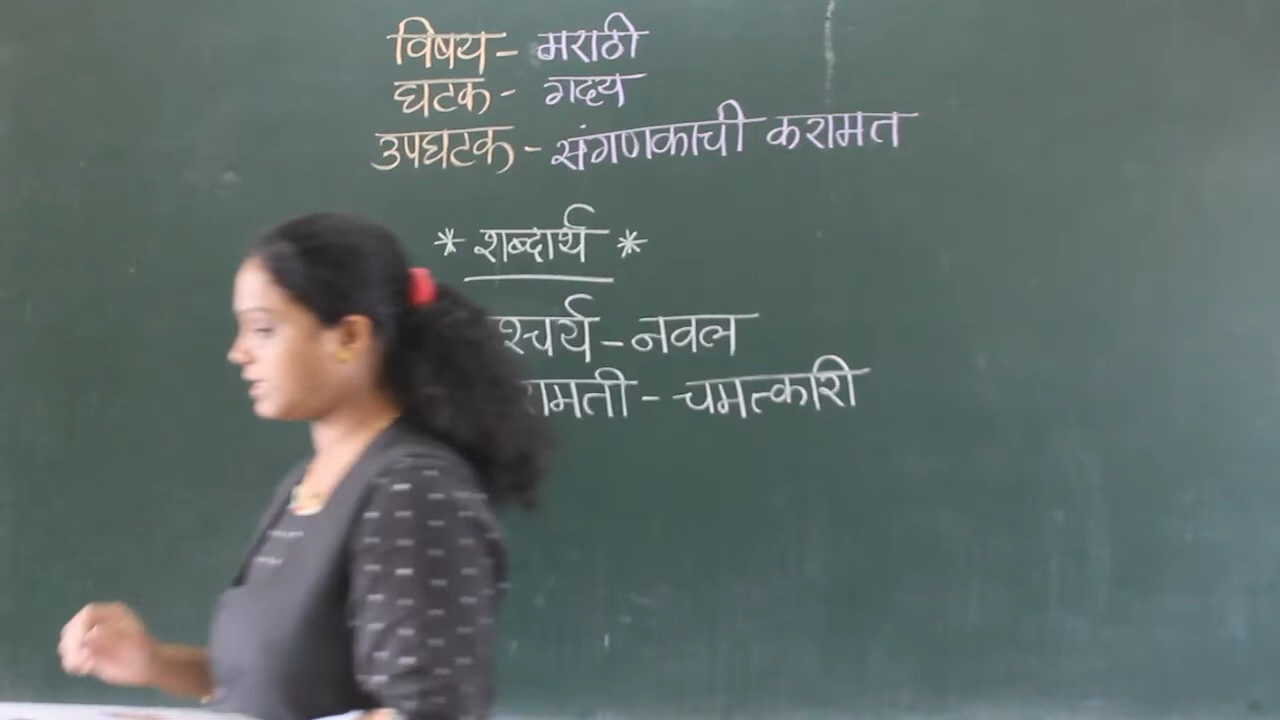 विषय - मराठी
घटक - गद्य
उपघटक - संगणकाची करामत
* शब्दार्थ *
श्चर्य - नवल
रामती - चमत्कारी